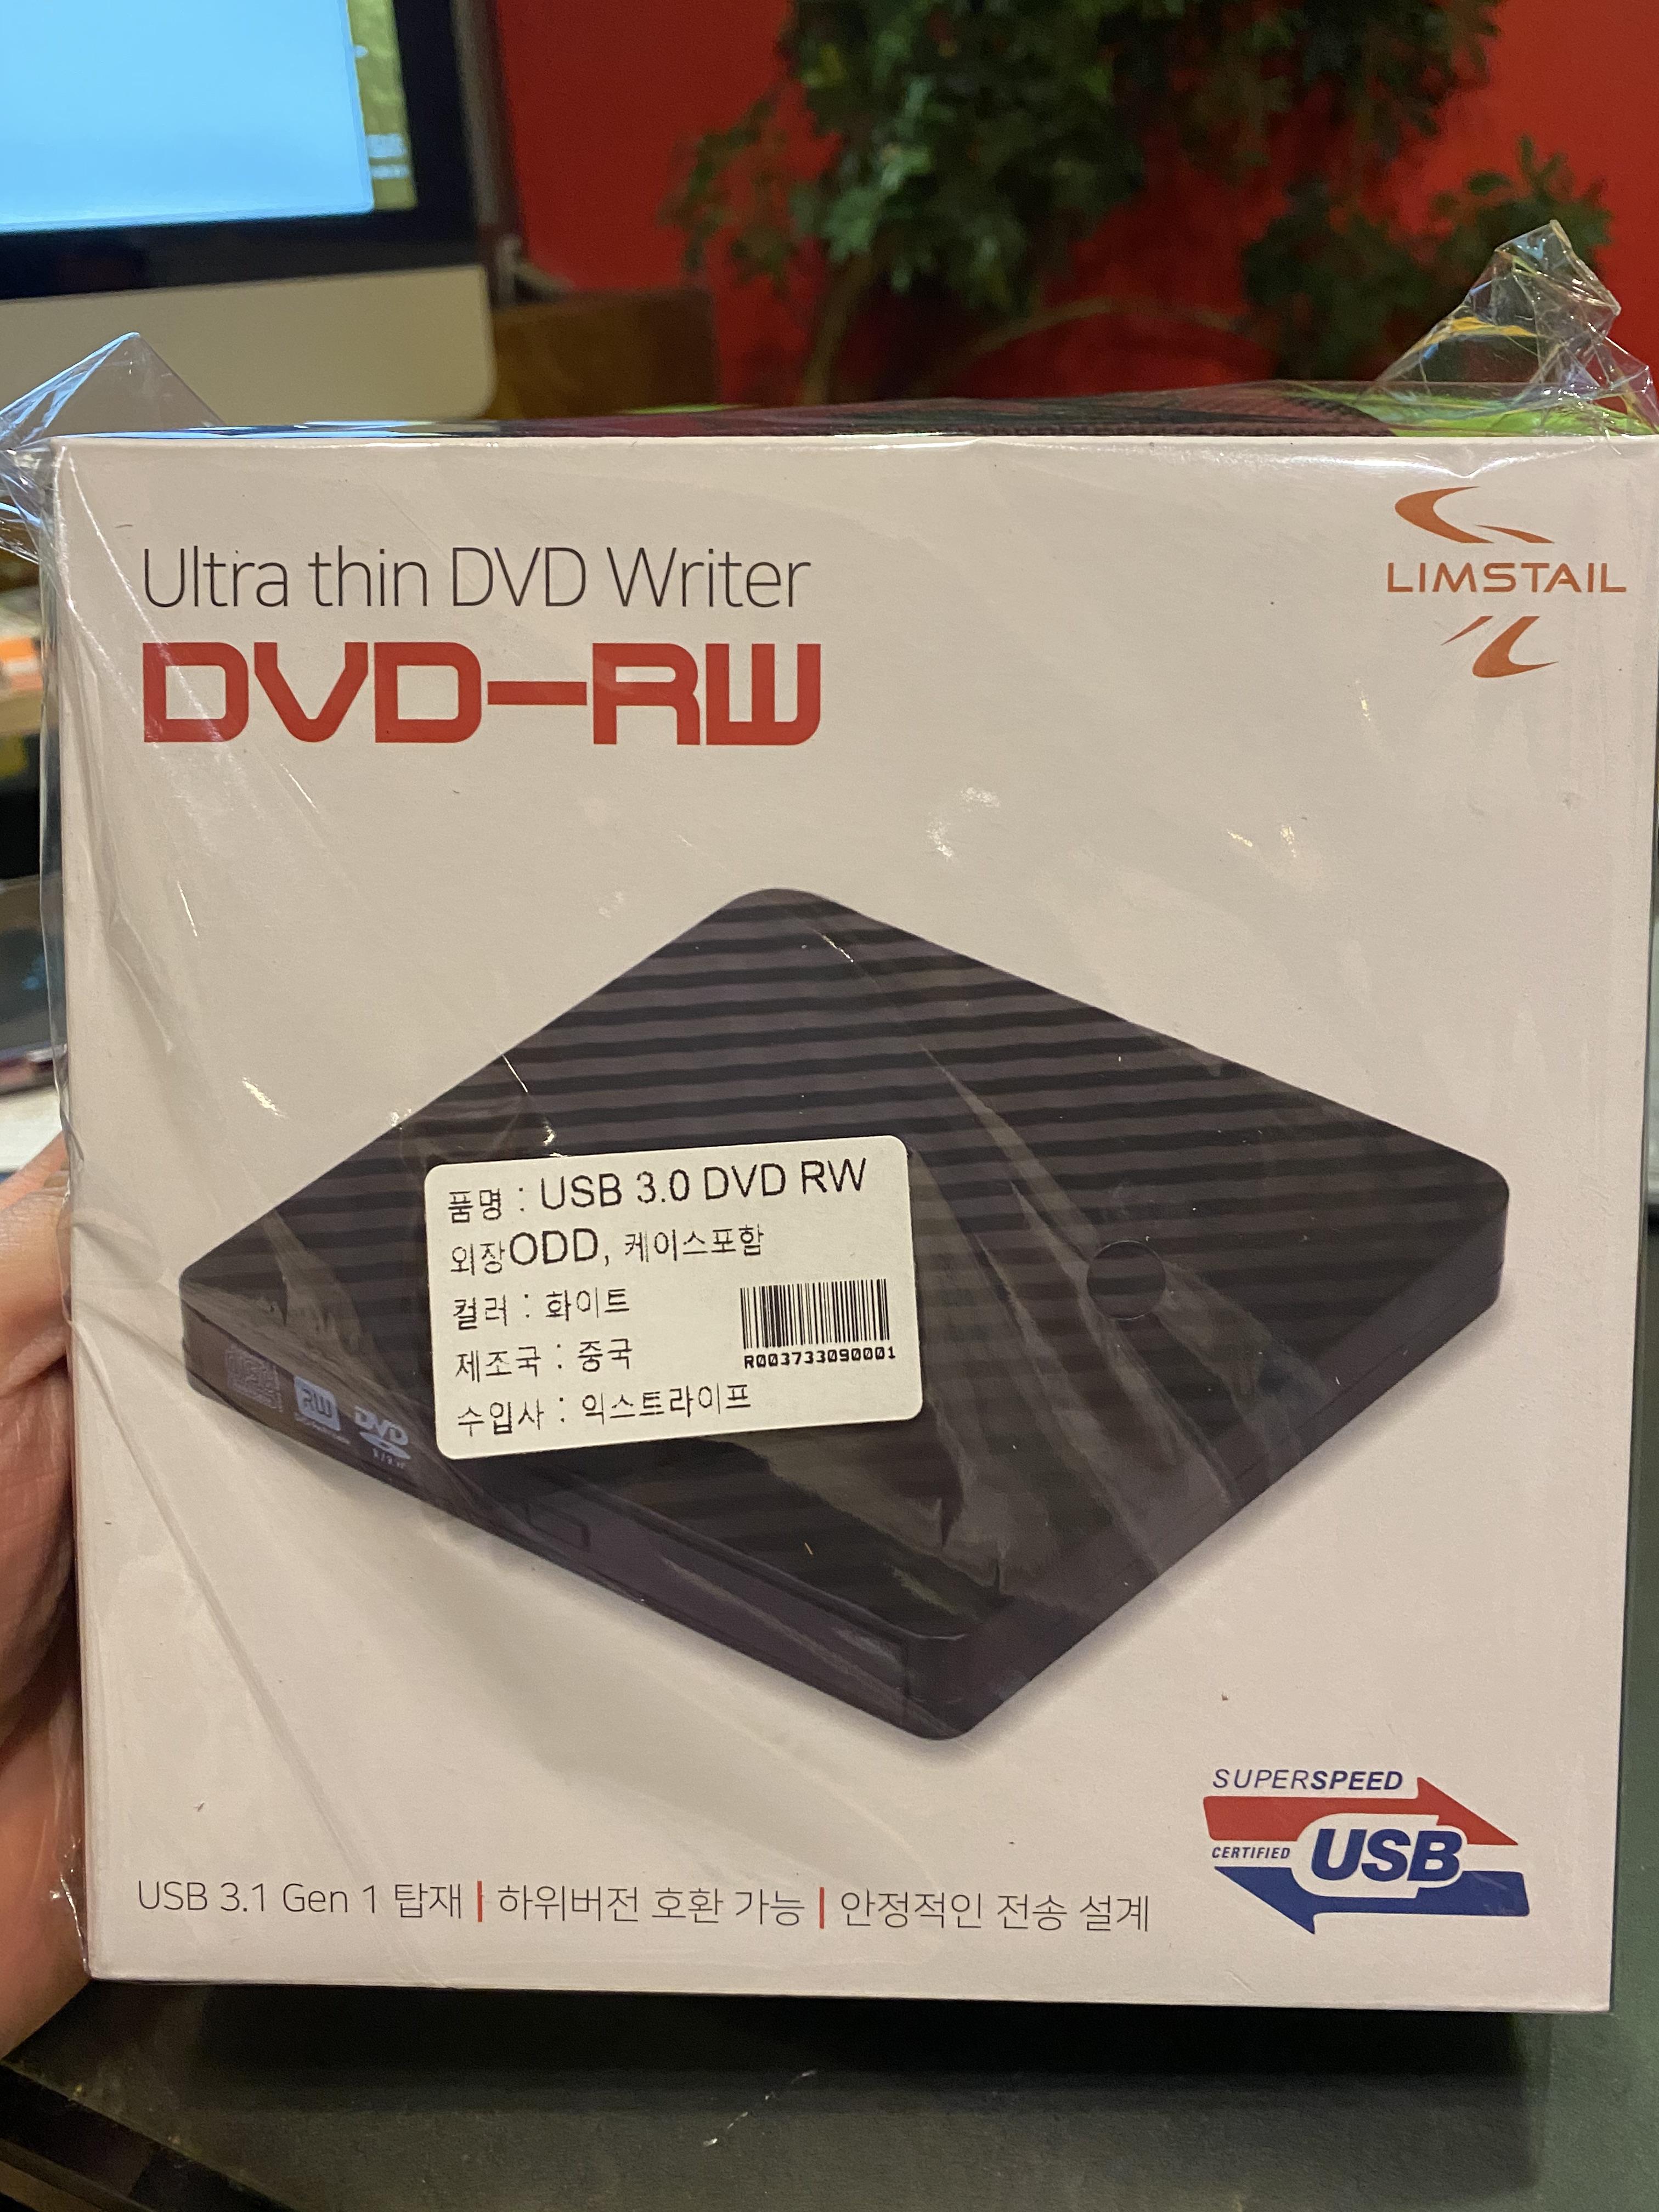 Ultra thin DVD Writer
DVD-RW
LIMSTAIL
품명 : USB 3.0 DVD RW
외장ODD, 케이스포함
컬러 : 화이트
제조국 : 중국
수입사 : 익스트라이프
R003733090001
RW
DVD
SUPERSPEED
CERTIFIED USB
USB 3.1 Gen 1 탑재 | 하위버전 호환 가능 | 안정적인 전송 설계